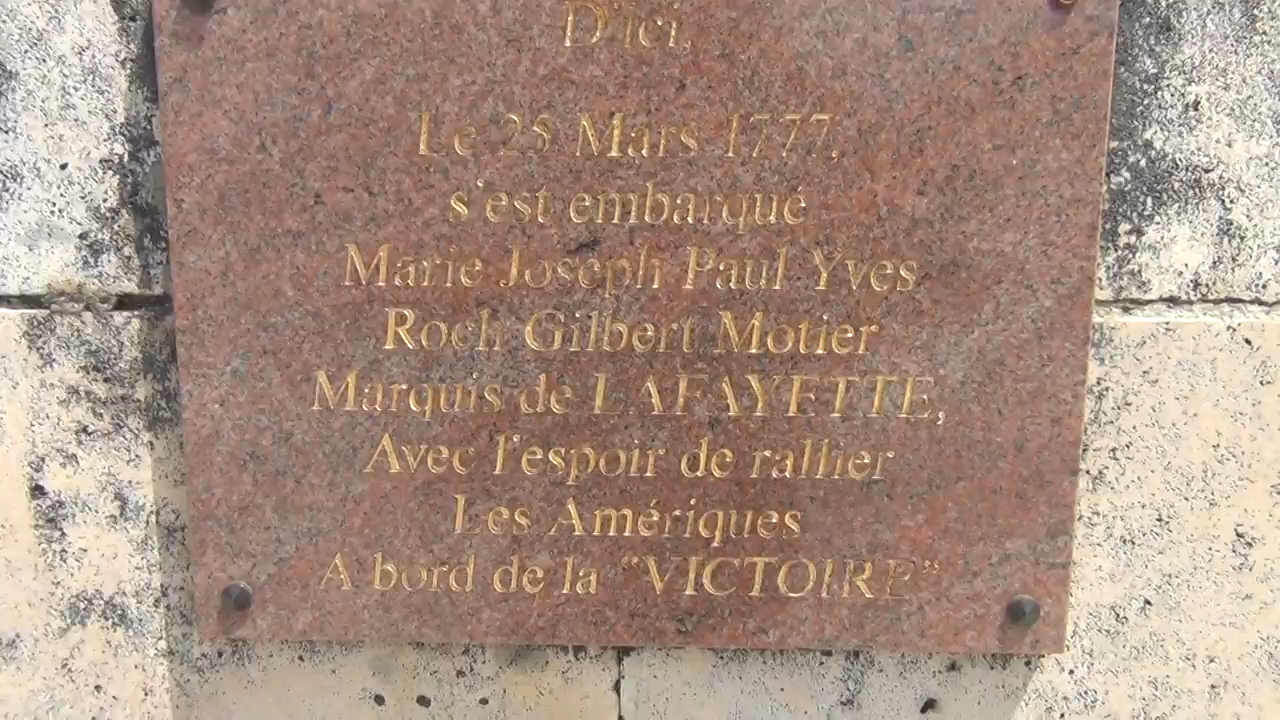 D'ici,
Le 25 Mars 1777,
s'est embarqué
Marie Joseph Paul Yves
Roch Gilbert Motier
Marquis de LAFAYETTE,
Avec l'espoir de rallier
Les Amériques
A bord de la "VICTOIRE"